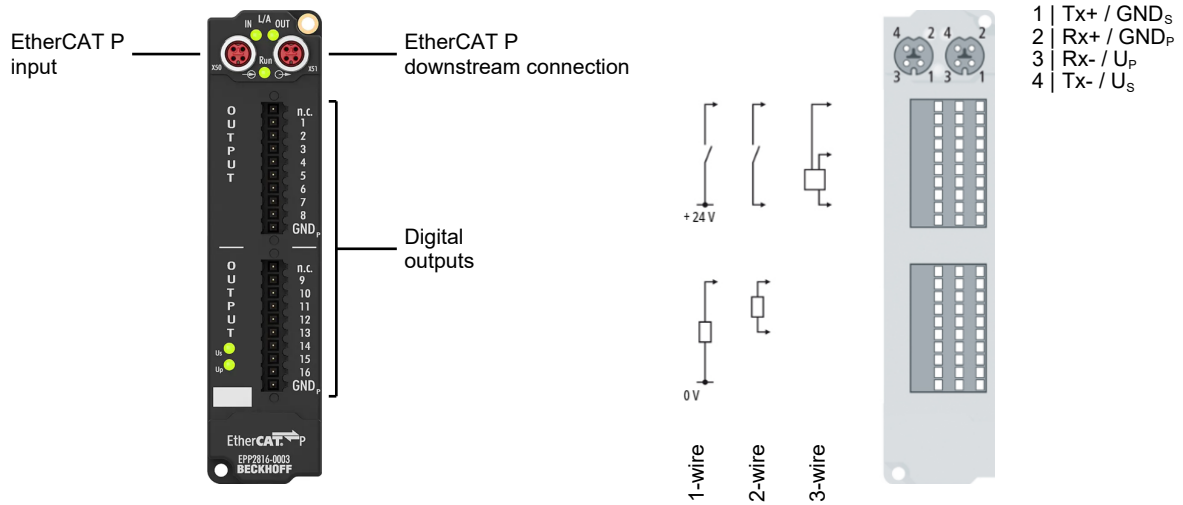 EtherCAT P
input
IN L/A OUT
X50 Run X51
EtherCAT P
downstream connection
OUTPUT
n.c.
1
2
3
4
5
6
7
8
GNDP
Digital
outputs
OUTPUT
n.c.
9
10
11
12
13
14
15
16
GNDP
Us
Up
EtherCAT P
EPP2816-0003
BECKHOFF
+ 24 V
0 V
1-wire
2-wire
3-wire
4 2 4 2
3 1 3 1
1 | Tx+ / GNDS
2 | Rx+ / GNDP
3 | Rx- / UP
4 | Tx- / US